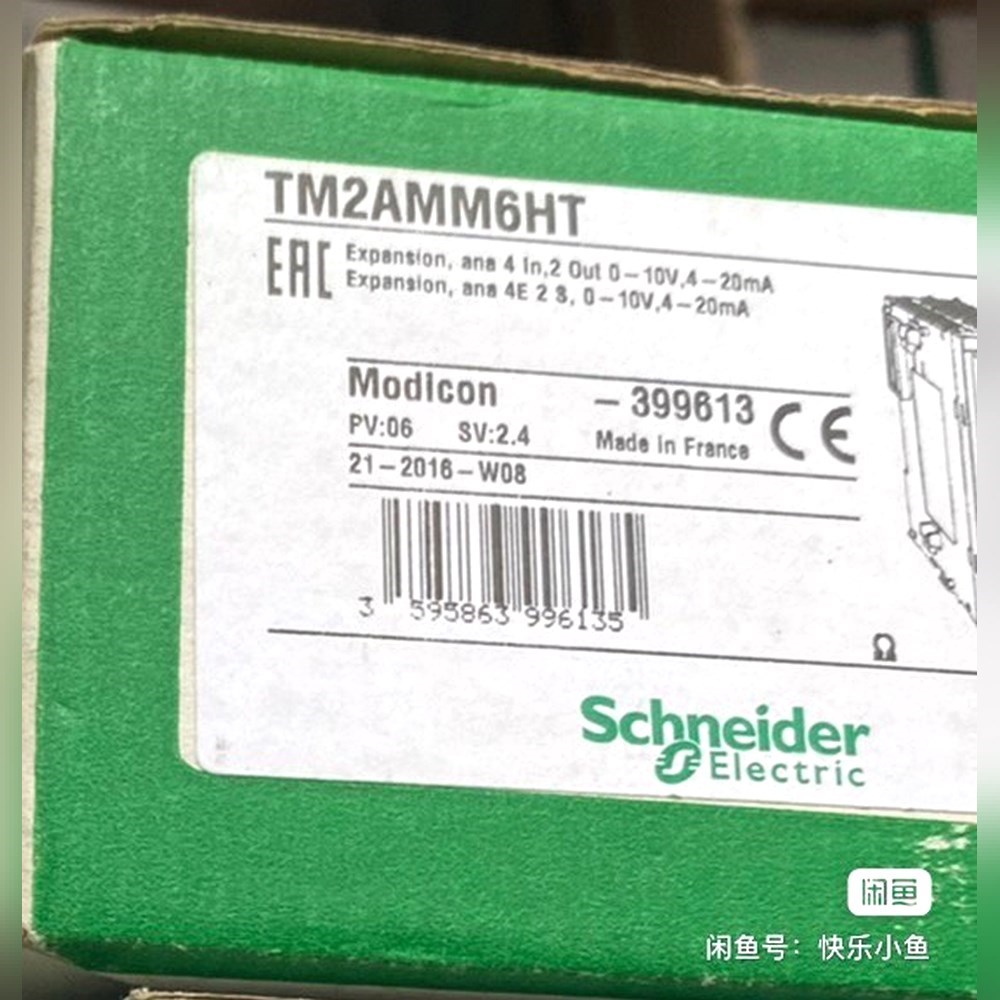 TM2AMM6HT
EAC
Expansion, ana 4 In,2 Out 0-10V,4-20mA
Expansion, ana 4E 2 S, 0-10V,4-20mA
Modicon -399613 CE
PV:06 SV:2.4 Made in France
21-2016-W08
3 595863 996135
Ω
Schneider
Electric
闲鱼
闲鱼号：快乐小鱼